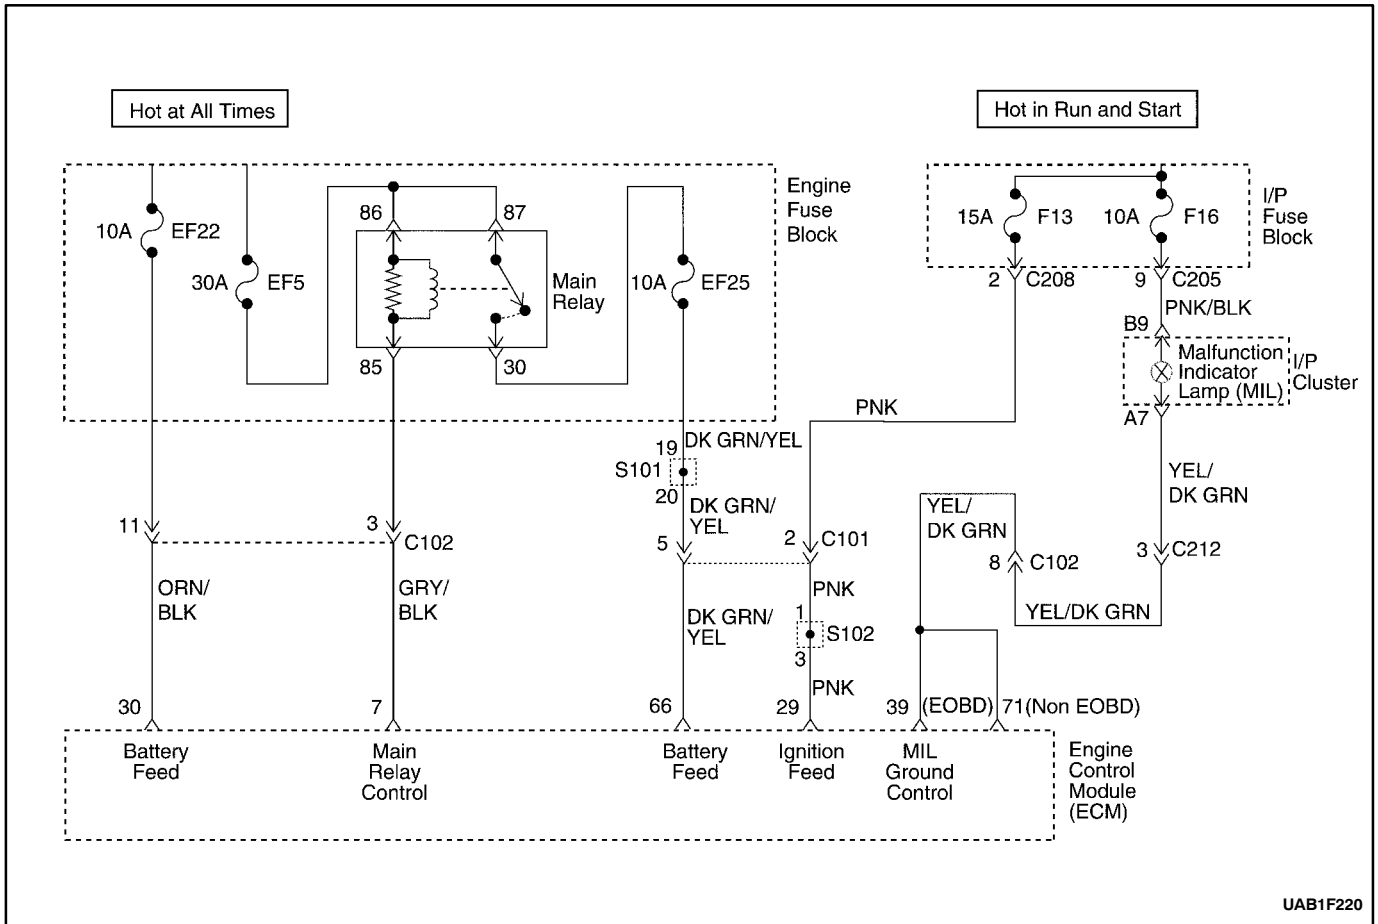 Hot at All Times
Hot in Run and Start
Engine
Fuse
Block
I/P
Fuse
Block
10A
EF22
30A
EF5
86
87
Main
Relay
85
30
10A
EF25
15A
F13
10A
F16
2
C208
9
C205
PNK/BLK
B9
Malfunction
Indicator
Lamp (MIL)
I/P
Cluster
A7
PNK
19
DK GRN/YEL
S101
20
DK GRN/
YEL
YEL/
DK GRN
YEL/
DK GRN
11
3
C102
5
2
C101
8
C102
3
C212
ORN/
BLK
GRY/
BLK
DK GRN/
YEL
PNK
1
S102
3
PNK
YEL/DK GRN
30
7
66
29
39
(EOBD)
71(Non EOBD)
Battery
Feed
Main
Relay
Control
Battery
Feed
Ignition
Feed
MIL
Ground
Control
Engine
Control
Module
(ECM)
UAB1F220